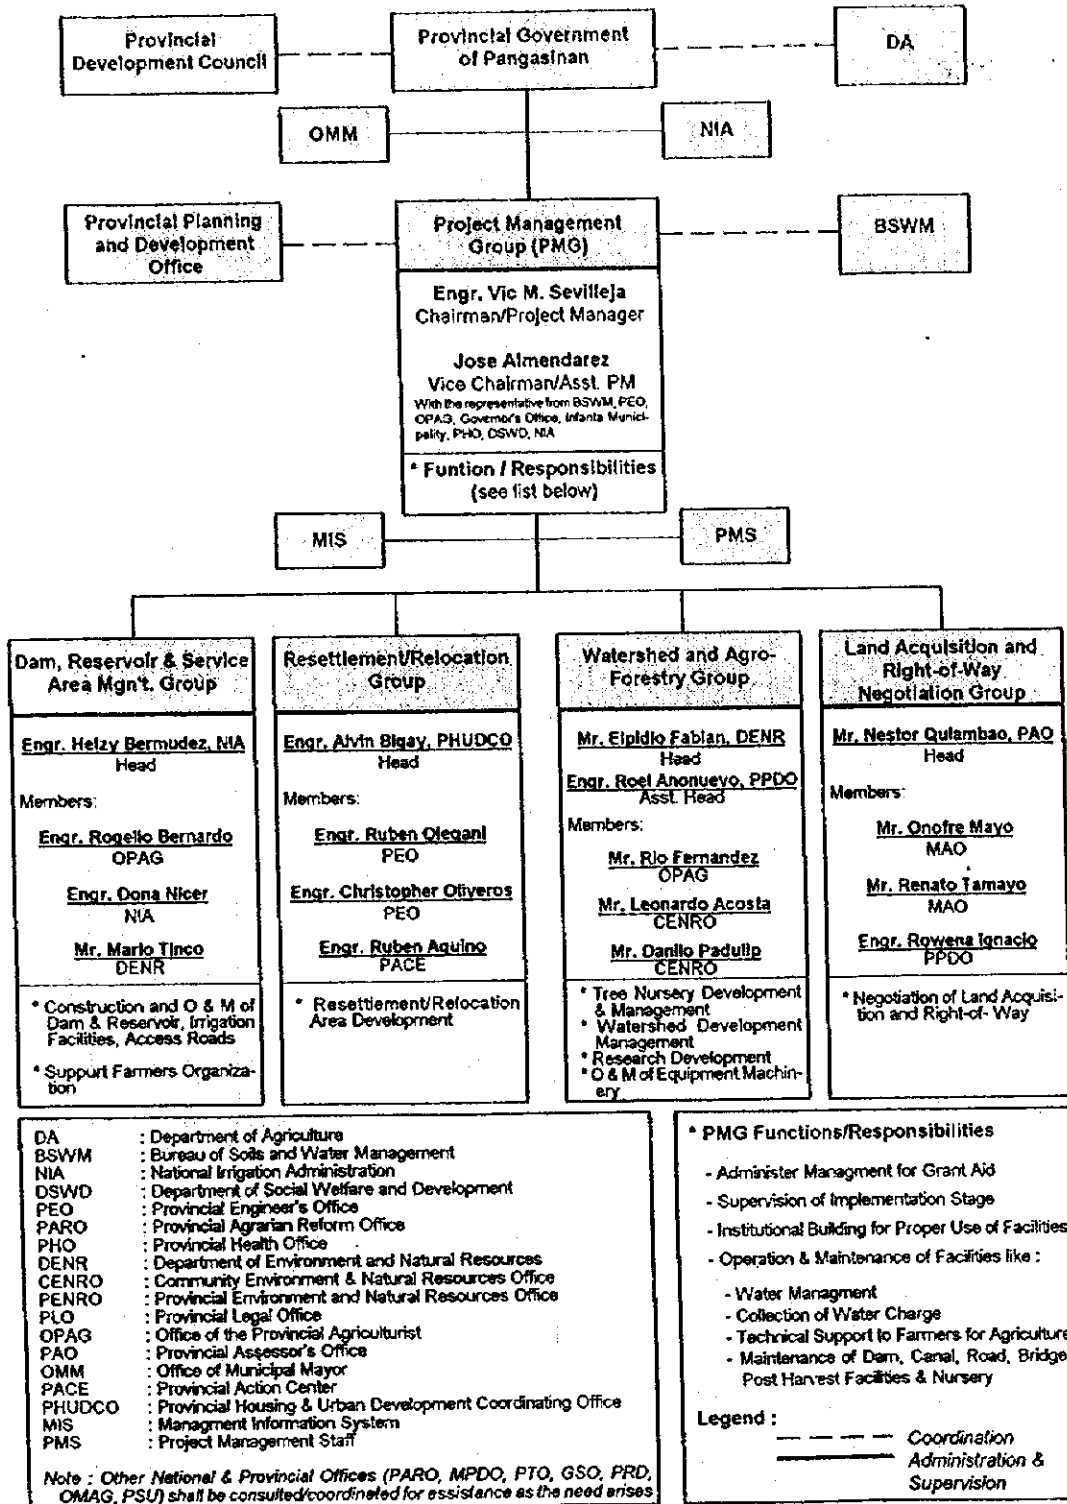 Provincial
Development Council
Provincial Government
of Pangasinan
DA
OMM
NIA
Provincial Planning
and Development
Office
Project Management
Group (PMG)
BSWM
Engr. Vic M. Sevilleja
Chairman/Project Manager
Jose Almendarez
Vice Chairman/Asst. PM
With the representative from BSWM, PEO,
OPAG, Governor's Office, Infanta Munici-
pality, PHO, DSWD, NIA
* Funtion / Responsibilities
(see list below)
MIS
PMS
Dam, Reservoir & Service
Area Mgn't. Group
Engr. Helzy Bermudez, NIA
Head
Members:
Engr. Rogelio Bernardo
OPAG
Engr. Dona Nicer
NIA
Mr. Mario Tinco
DENR
* Construction and O & M of
Dam & Reservoir, Irrigation
Facilities, Access Roads
* Support Farmers Organiza-
tion
Resettlement/Relocation
Group
Engr. Alvin Bigay, PHUDCO
Head
Members:
Engr. Ruben Olegani
PEO
Engr. Christopher Oliveros
PEO
Engr. Ruben Aquino
PACE
* Resettlement/Relocation
Area Development
Watershed and Agro-
Forestry Group
Mr. Elpidio Fabian, DENR
Head
Engr. Roel Anonuevo, PPDO
Asst. Head
Members:
Mr. Rio Fernandez
OPAG
Mr. Leonardo Acosta
CENRO
Mr. Danilo Padulip
CENRO
* Tree Nursery Development
& Management
* Watershed Development
Management
* Research Development
* O & M of Equipment Machin-
ery
Land Acquisition and
Right-of-Way
Negotiation Group
Mr. Nestor Quiambao, PAO
Head
Members:
Mr. Onofre Mayo
MAO
Mr. Renato Tamayo
MAO
Engr. Rowena Ignacio
PPDO
* Negotiation of Land Acquisi-
tion and Right-of- Way
DA : Department of Agriculture
BSWM : Bureau of Soils and Water Management
NIA : National Irrigation Administration
DSWD : Department of Social Welfare and Development
PEO : Provincial Engineer's Office
PARO : Provincial Agrarian Reform Office
PHO : Provincial Health Office
DENR : Department of Environment and Natural Resources
CENRO : Community Environment & Natural Resources Office
PENRO : Provincial Environment and Natural Resources Office
PLO : Provincial Legal Office
OPAG : Office of the Provincial Agriculturist
PAO : Provincial Assessor's Office
OMM : Office of Municipal Mayor
PACE : Provincial Action Center
PHUDCO : Provincial Housing & Urban Development Coordinating Office
MIS : Managment Information System
PMS : Project Management Staff
Note : Other National & Provincial Offices (PARO, MPDO, PTO, GSO, PRD,
OMAG, PSU) shall be consulted/coordinated for assistance as the need arises
* PMG Functions/Responsibilities
- Administer Managment for Grant Aid
- Supervision of Implementation Stage
- Institutional Building for Proper Use of Facilities
- Operation & Maintenance of Facilities like :
- Water Managment
- Collection of Water Charge
- Technical Support to Farmers for Agriculture
- Maintenance of Dam, Canal, Road, Bridge
Post Harvest Facilities & Nursery
Legend :
Coordination
Administration &
Supervision